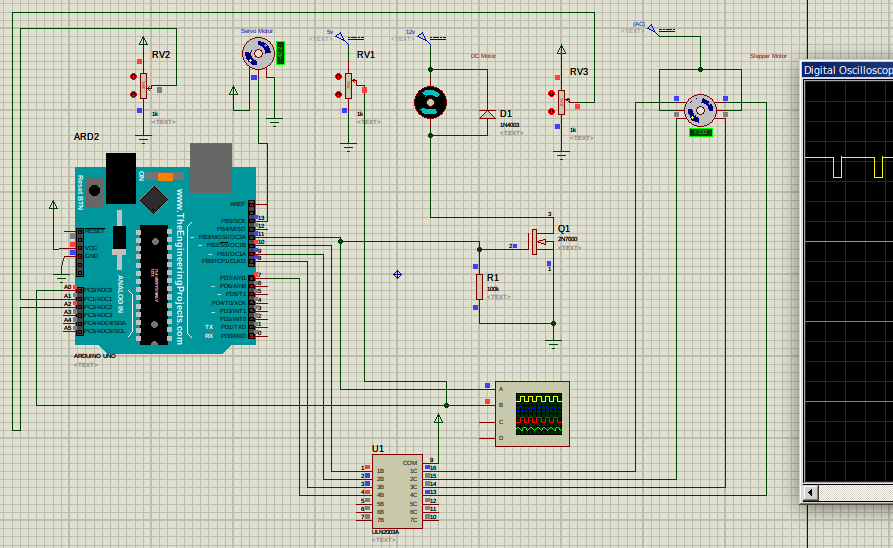 Servo Motor
5v
12v
(AC)
<TEXT>
<TEXT>
<TEXT>
RV2
RV1
RV3
DC Motor
Stepper Motor
Digital Oscilloscop
1k
<TEXT>
1k
<TEXT>
D1
1N4003
<TEXT>
1k
<TEXT>
ARD2
Reset BTN
ON
www.TheEngineeringProjects.com
ANALOG IN
AREF
PB5/SCK
13
PB4/MISO
12
PB3/MOSI/OC2A
11
PB2/SS/OC1B
10
PB1/OC1A
9
PB0/ICP1/CLKO
8
RESET
VCC
GND
PD7/AIN1
7
PD6/AIN0
6
PD5/T1
5
PD4/T0/XCK
4
PD3/INT1
3
PD2/INT0
2
TX
PD1/TXD
1
RX
PD0/RXD
0
A0
PC0/ADC0
A1
PC1/ADC1
A2
PC2/ADC2
A3
PC3/ADC3
A4
PC4/ADC4/SDA
A5
PC5/ADC5/SCL
ARDUINO UNO
<TEXT>
3
Q1
2N7000
<TEXT>
2
1
R1
100k
<TEXT>
A
B
C
D
U1
COM
9
1
1B
1C
16
2
2B
2C
15
3
3B
3C
14
4
4B
4C
13
5
5B
5C
12
6
6B
6C
11
7
7B
7C
10
ULN2003A
<TEXT>